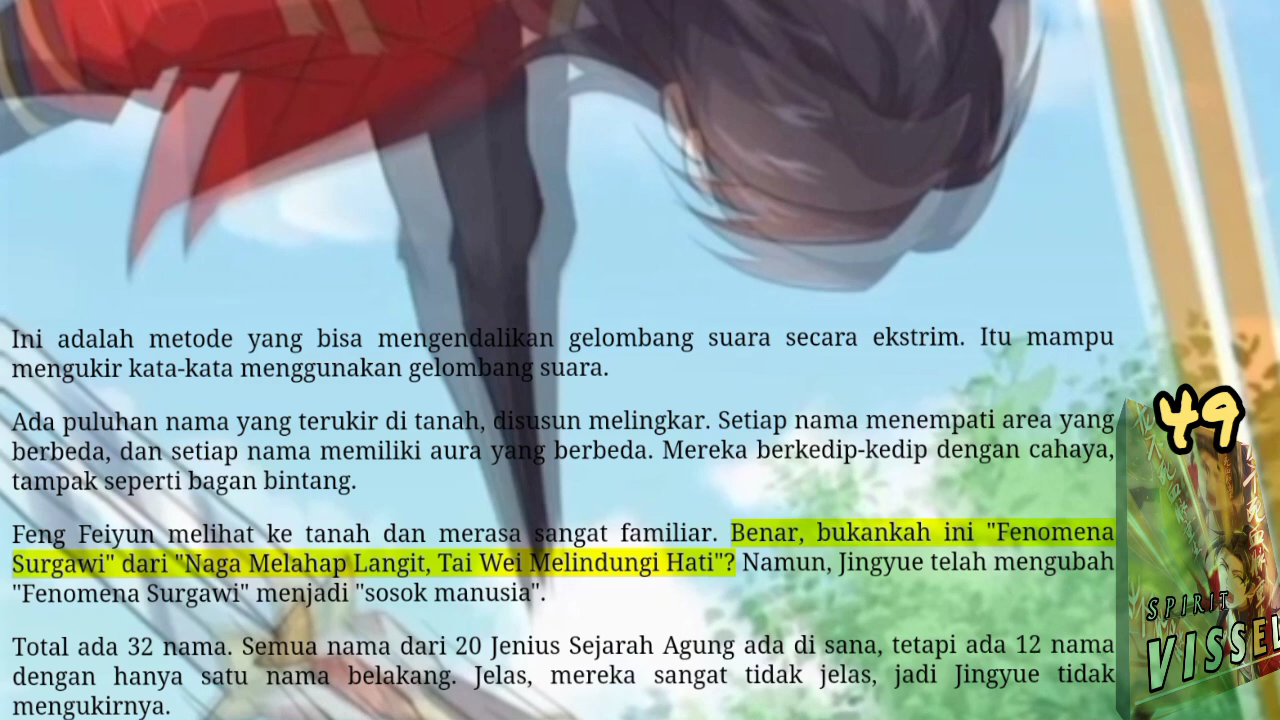 Ini adalah metode yang bisa mengendalikan gelombang suara secara ekstrim. Itu mampu
mengukir kata-kata menggunakan gelombang suara.
Ada puluhan nama yang terukir di tanah, disusun melingkar. Setiap nama menempati area yang
berbeda, dan setiap nama memiliki aura yang berbeda. Mereka berkedip-kedip dengan cahaya,
tampak seperti bagan bintang.
Feng Feiyun melihat ke tanah dan merasa sangat familiar. Benar, bukankah ini "Fenomena
Surgawi" dari "Naga Melahap Langit, Tai Wei Melindungi Hati"? Namun, Jingyue telah mengubah
"Fenomena Surgawi" menjadi "sosok manusia".
Total ada 32 nama. Semua nama dari 20 Jenius Sejarah Agung ada di sana, tetapi ada 12 nama
dengan hanya satu nama belakang. Jelas, mereka sangat tidak jelas, jadi Jingyue tidak
mengukirnya.
49
SPIRIT
VISSEL